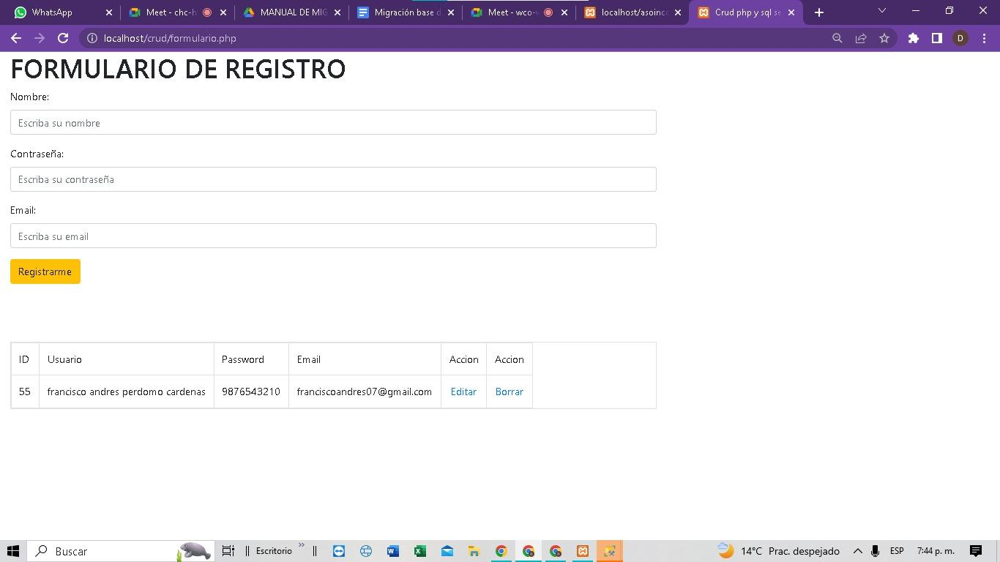 WhatsApp
Meet - chc-h
MANUAL DE MIG
Migración base d
Meet - wco-v
localhost/asoinco
Crud php y sql se
localhost/crud/formulario.php
D
FORMULARIO DE REGISTRO
Nombre:
Escriba su nombre
Contraseña:
Escriba su contraseña
Email:
Escriba su email
Registrarme
ID Usuario Password Email Accion Accion
55 francisco andres perdomo cardenas 9876543210 franciscoandres07@gmail.com Editar Borrar
Buscar
Escritorio
14°C Prac. despejado
ESP
7:44 p. m.